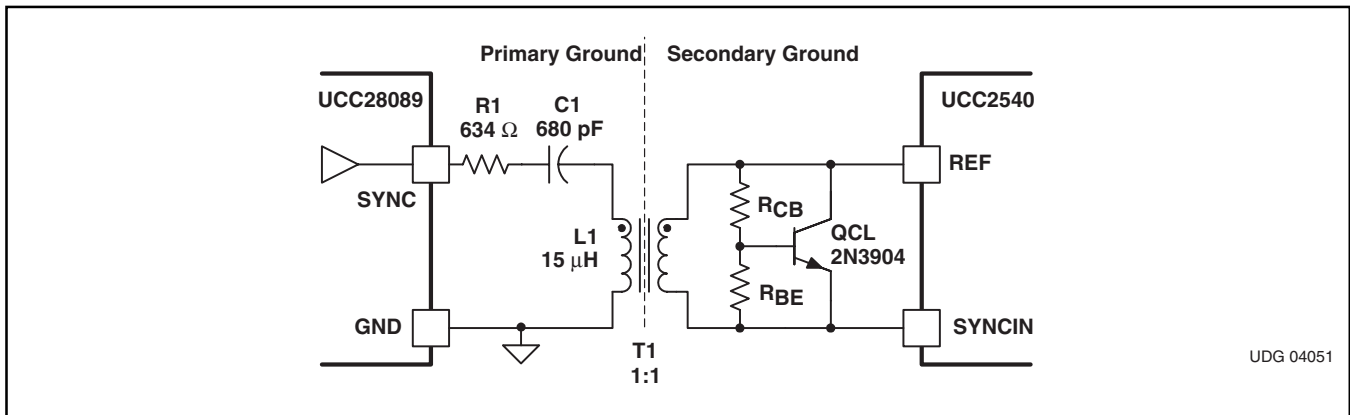 Primary Ground
Secondary Ground
UCC28089
R1
634 Ω
C1
680 pF
UCC2540
SYNC
REF
RCB
QCL
2N3904
L1
15 μH
RBE
GND
SYNCIN
T1
1:1
UDG 04051